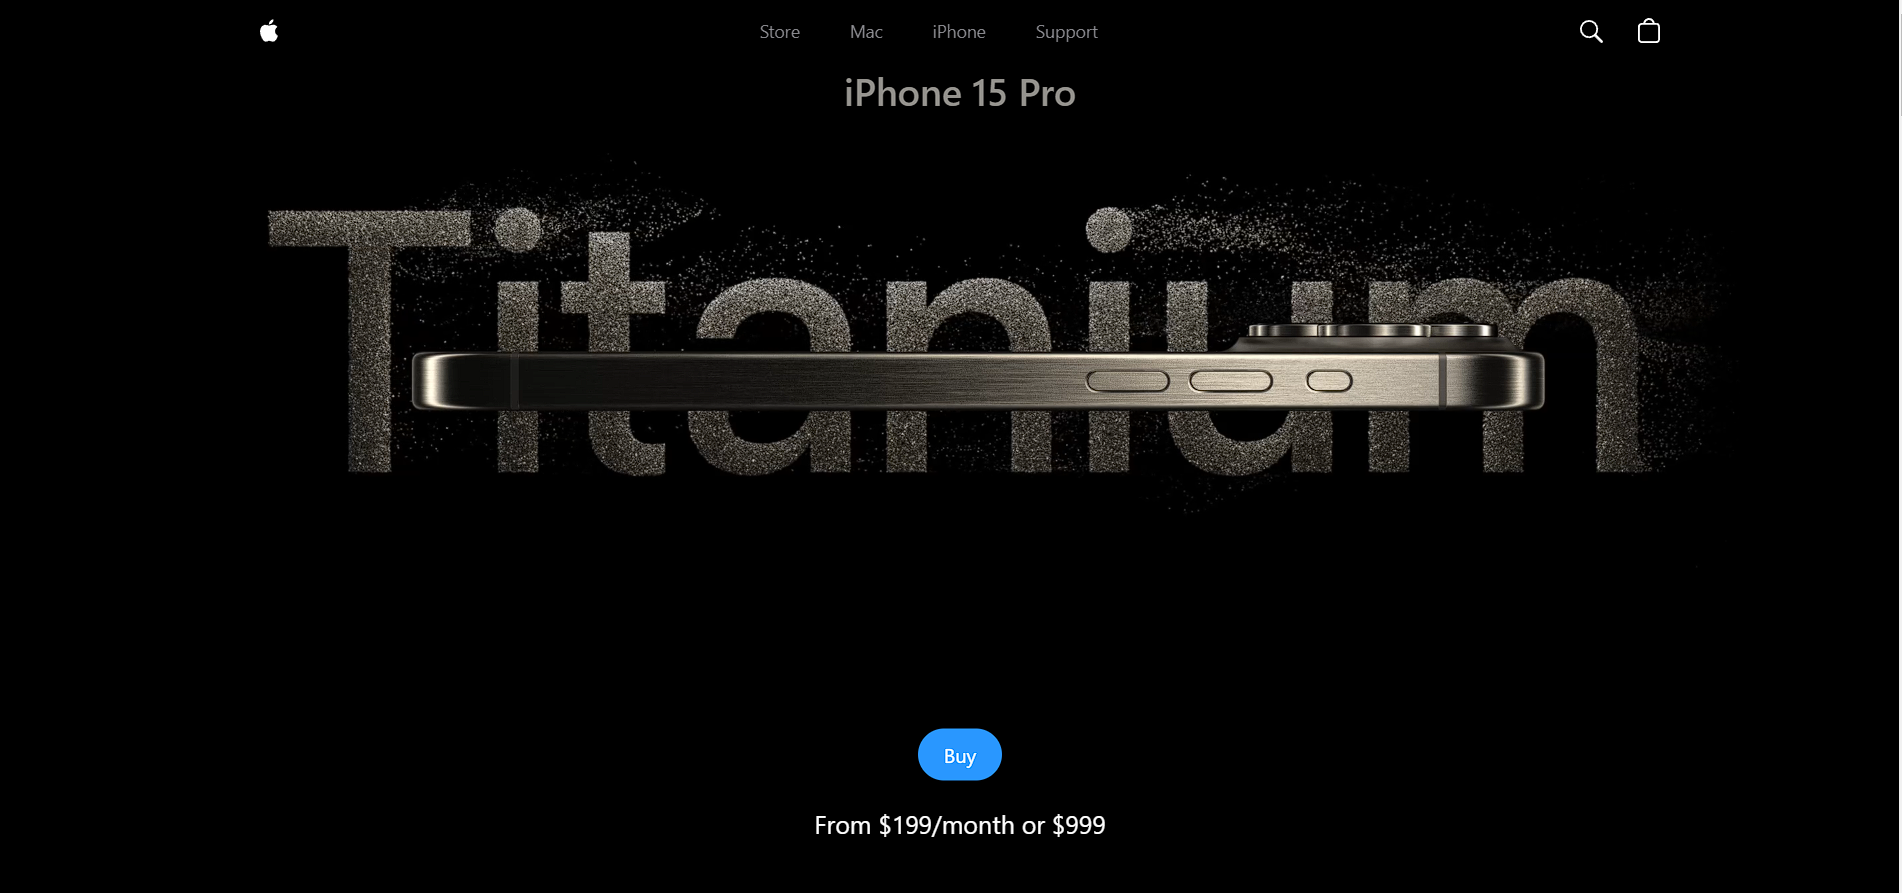 Store Mac iPhone Support
iPhone 15 Pro
Titanium
Buy
From $199/month or $999